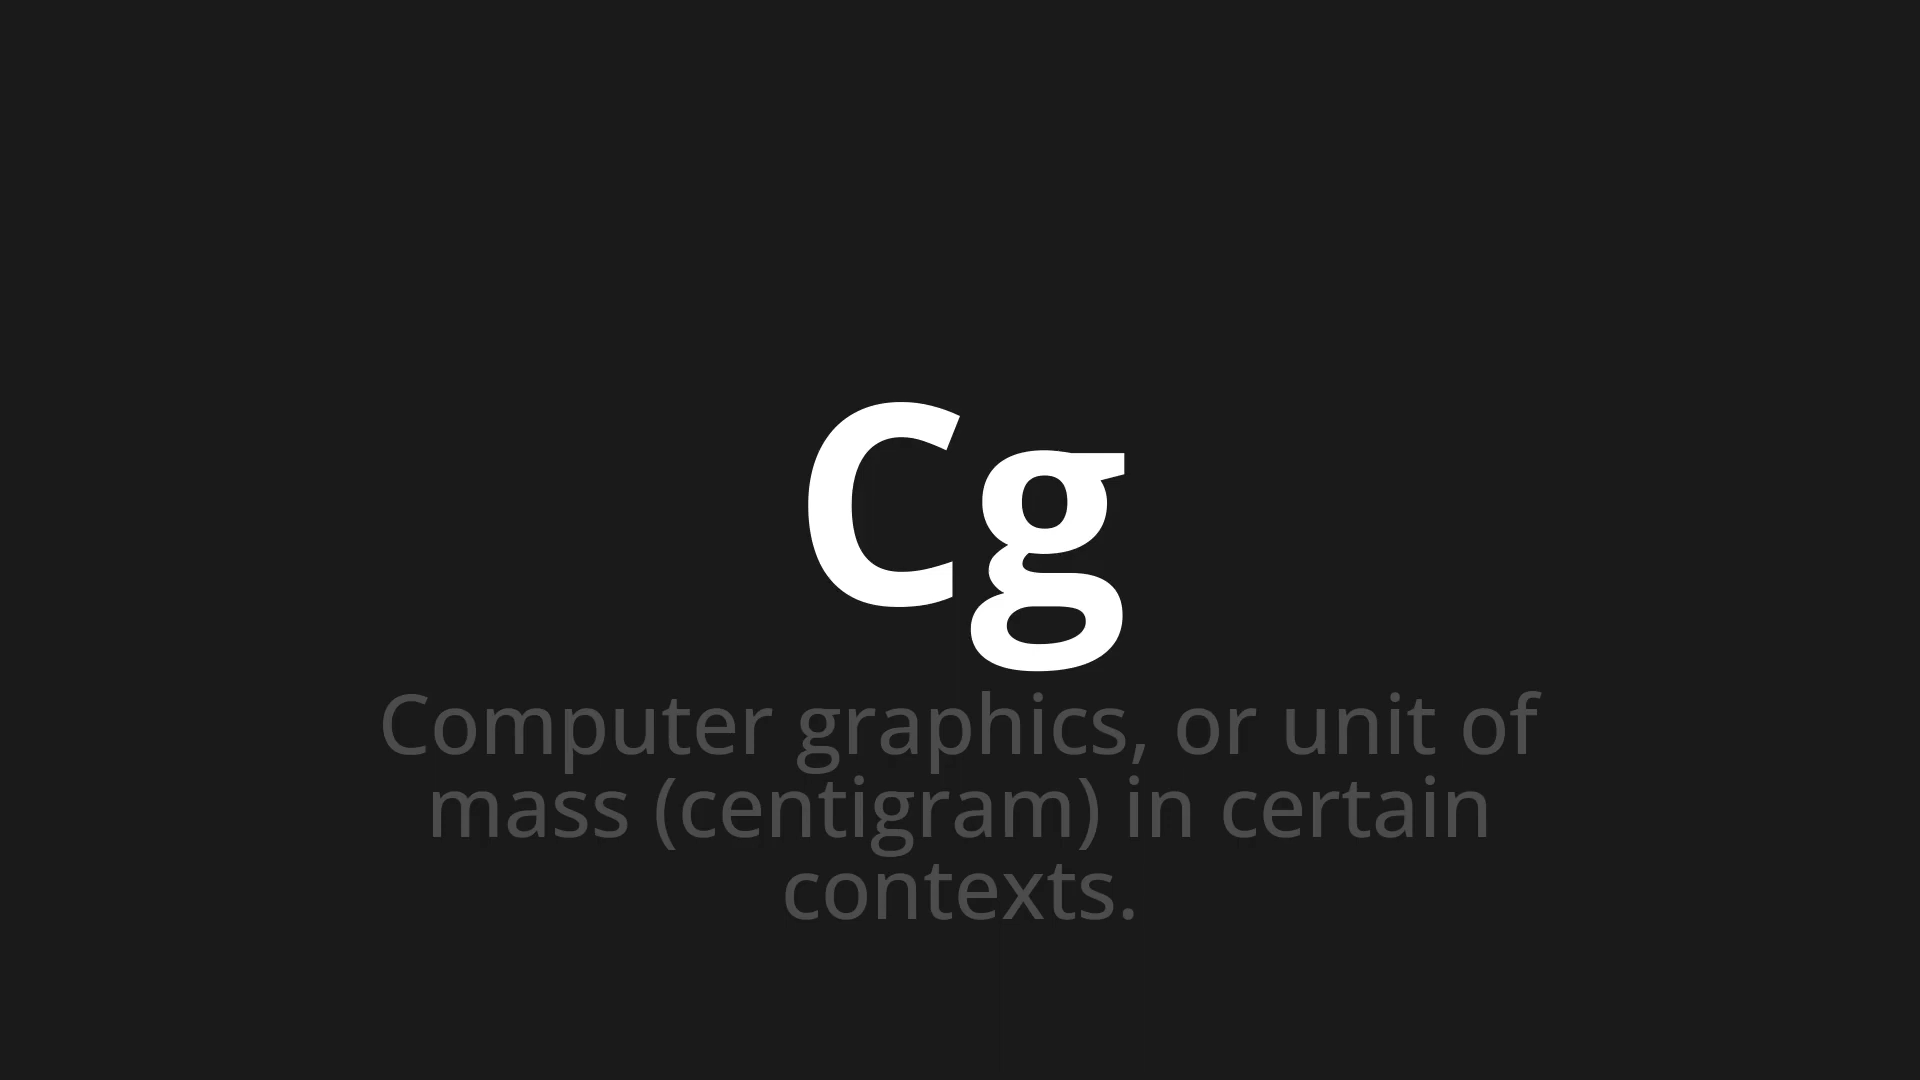 Cg
Computer graphics, or unit of
mass (centigram) in certain
contexts.